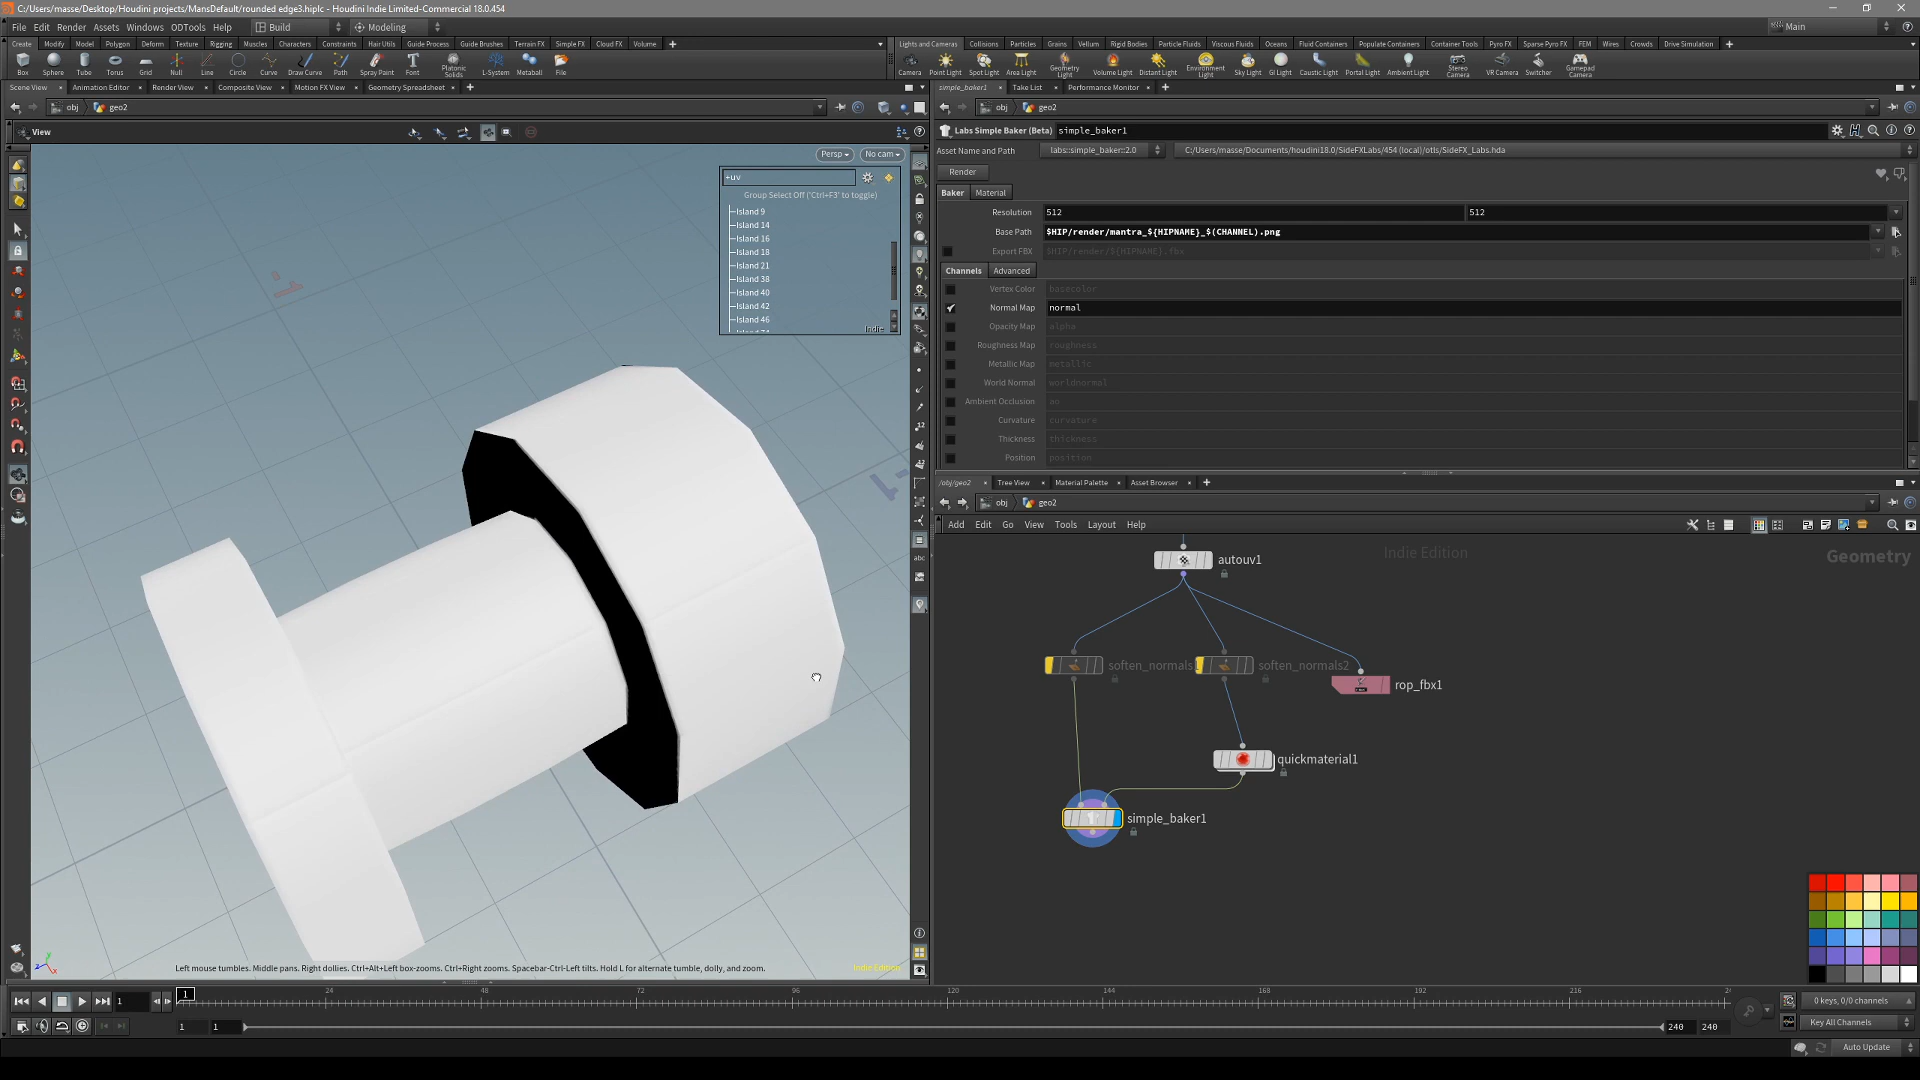 C:/Users/masse/Desktop/Houdini projects/MansDefault/rounded edge3.hiplc - Houdini Indie Limited-Commercial 18.0.454
File Edit Render Assets Windows ODTools Help Build Modeling Main
Create Modify Model Polygon Deform Texture Rigging Muscles Characters Constraints Hair Utils Guide Process Guide Brushes Terrain FX Simple FX Cloud FX Volume
Box Sphere Tube Torus Grid Null Line Circle Curve Draw Curve Path Spray Paint Font Platonic Solids L-System Metaball File
Lights and Cameras Collisions Particles Grains Vellum Rigid Bodies Particle Fluids Viscous Fluids Oceans Fluid Containers Populate Containers Container Tools Pyro FX Sparse Pyro FX FEM Wires Crowds Drive Simulation
Camera Point Light Spot Light Area Light Geometry Light Volume Light Distant Light Environment Light Sky Light GI Light Caustic Light Portal Light Ambient Light Stereo Camera VR Camera Switcher Gamepad Camera
Scene View Animation Editor Render View Composite View Motion FX View Geometry Spreadsheet
obj geo2
View
Persp No cam
+uv
Group Select Off ('Ctrl+F3' to toggle)
Island 9
Island 14
Island 16
Island 18
Island 21
Island 38
Island 40
Island 42
Island 46
Indie
Left mouse tumbles. Middle pans. Right dollies. Ctrl+Alt+Left box-zooms. Ctrl+Right zooms. Spacebar-Ctrl-Left tilts. Hold L for alternate tumble, dolly, and zoom.
Indie Edition
simple_baker1 Take List Performance Monitor
obj geo2
Labs Simple Baker (Beta) simple_baker1
Asset Name and Path labs::simple_baker::2.0 C:/Users/masse/Documents/houdini18.0/SideFXLabs/454 (local)/otls/SideFX_Labs.hda
Render
Baker Material
Resolution 512 512
Base Path $HIP/render/mantra_${HIPNAME}_$(CHANNEL).png
Export FBX $HIP/render/${HIPNAME}.fbx
Channels Advanced
Vertex Color basecolor
Normal Map normal
Opacity Map alpha
Roughness Map roughness
Metallic Map metallic
World Normal worldnormal
Ambient Occlusion ao
Curvature curvature
Thickness thickness
Position position
/obj/geo2 Tree View Material Palette Asset Browser
obj geo2
Add Edit Go View Tools Layout Help
Indie Edition
Geometry
autouv1
soften_normals
soften_normals2
rop_fbx1
quickmaterial1
simple_baker1
1 1 24 48 72 96 120 144 168 192 216
0 keys, 0/0 channels
1 1 240 240
Key All Channels
Auto Update